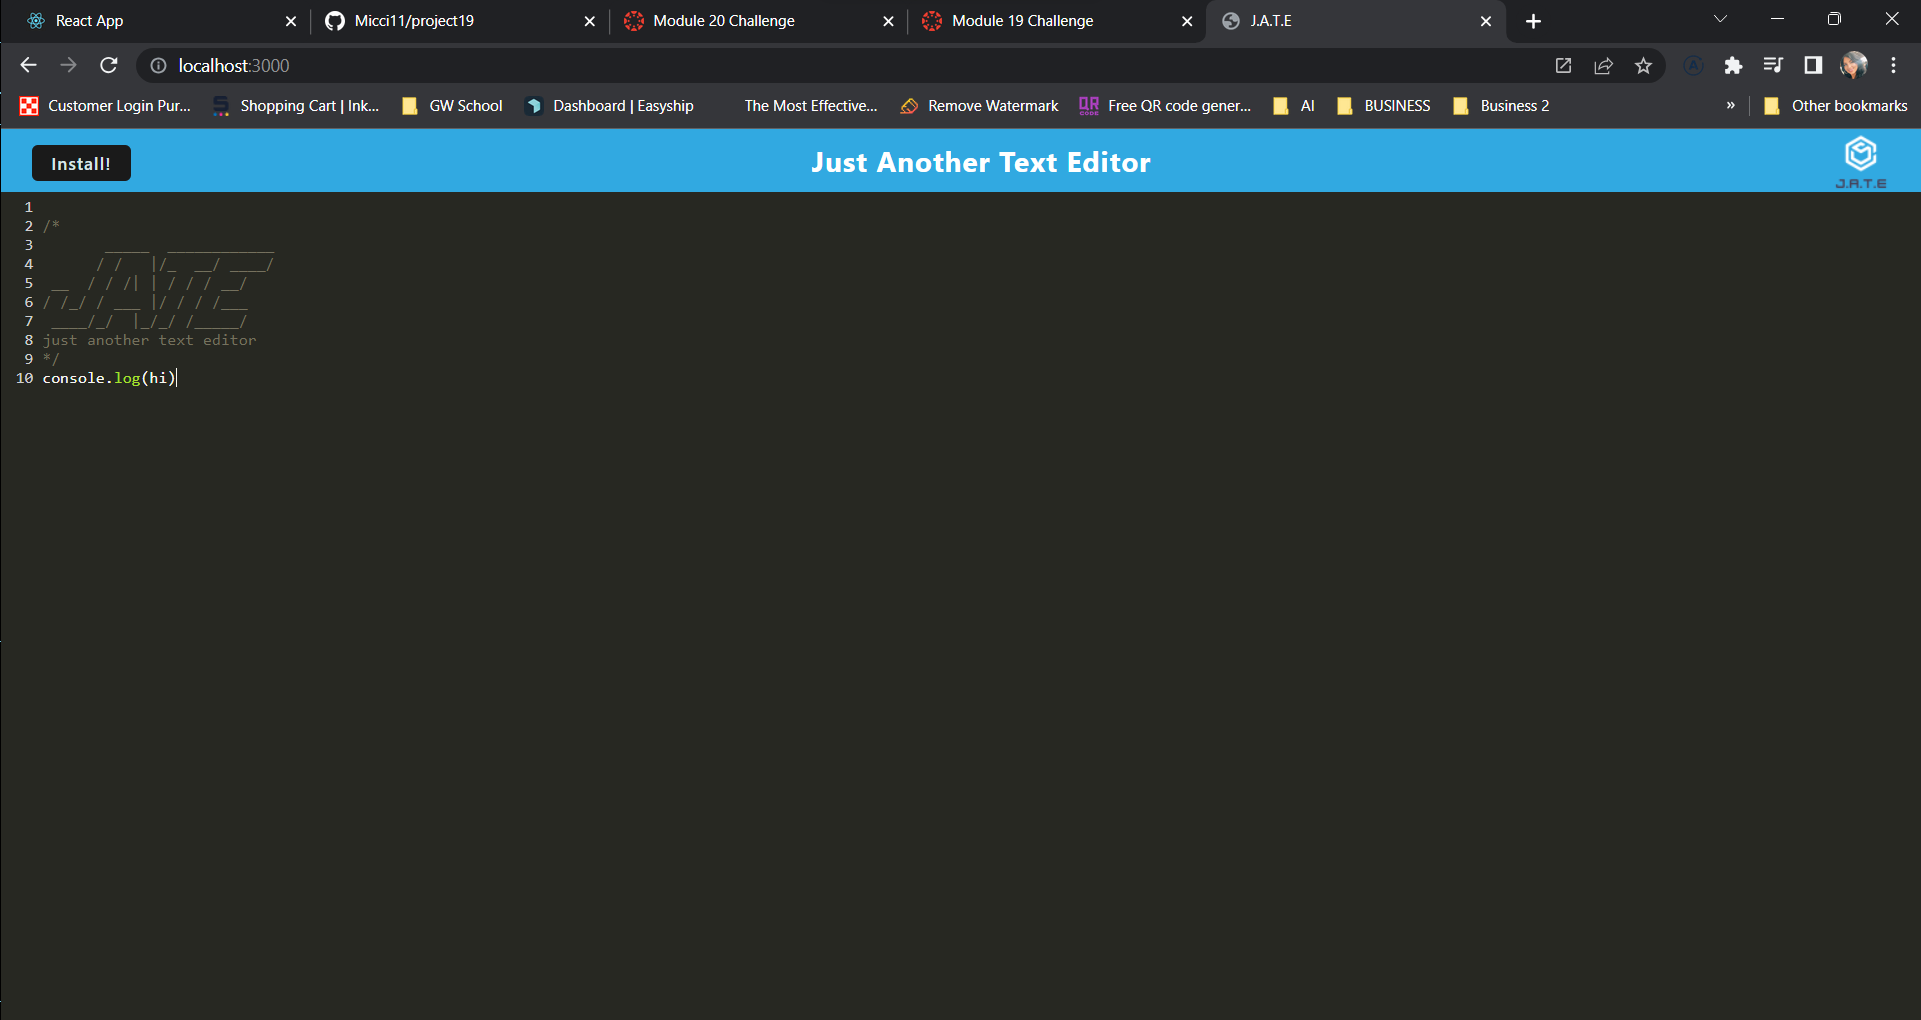 React App
Micci11/project19
Module 20 Challenge
Module 19 Challenge
J.A.T.E
localhost:3000
Customer Login Pur...
Shopping Cart | Ink...
GW School
Dashboard | Easyship
The Most Effective...
Remove Watermark
QR CODE
Free QR code gener...
AI
BUSINESS
Business 2
»
Other bookmarks
Install!
Just Another Text Editor
J.A.T.E
1
2 /*
3       _____  ____________
4      / /   |/_  __/ ____/
5 __  / / /| | / / / __/
6 / /_/ / ___ |/ / / /___
7 ____/_/  |_/_/ /_____/
8 just another text editor
9 */
10 console.log(hi)